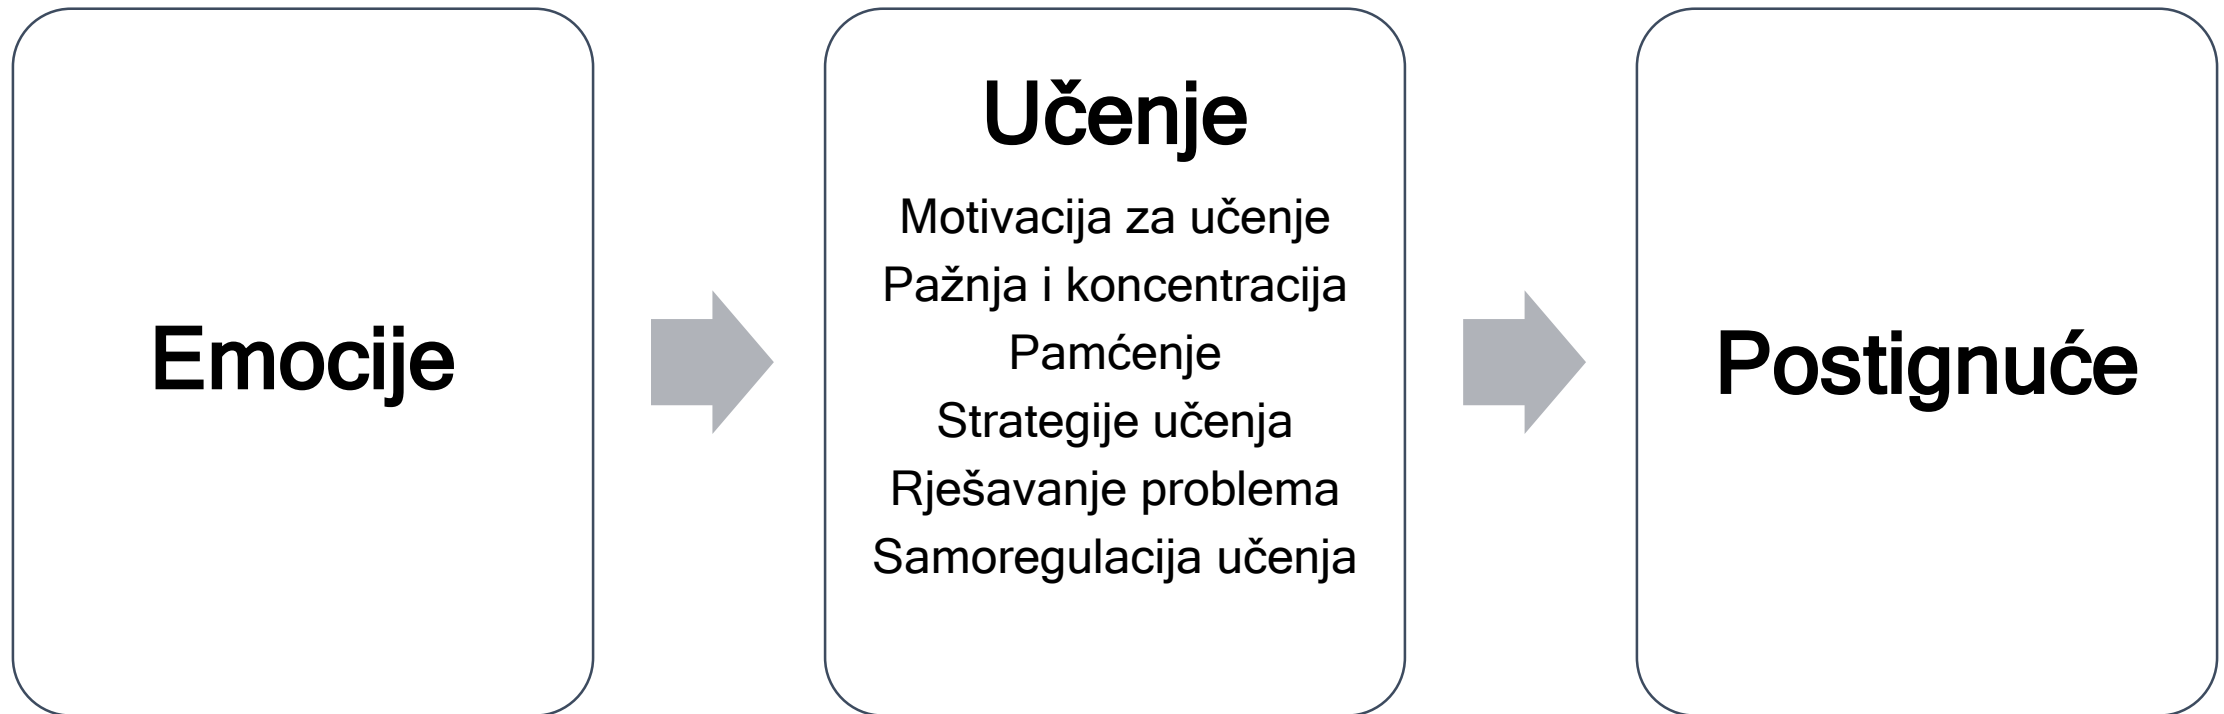 Emocije
Učenje
Motivacija za učenje
Pažnja i koncentracija
Pamćenje
Strategije učenja
Rješavanje problema
Samoregulacija učenja
Postignuće